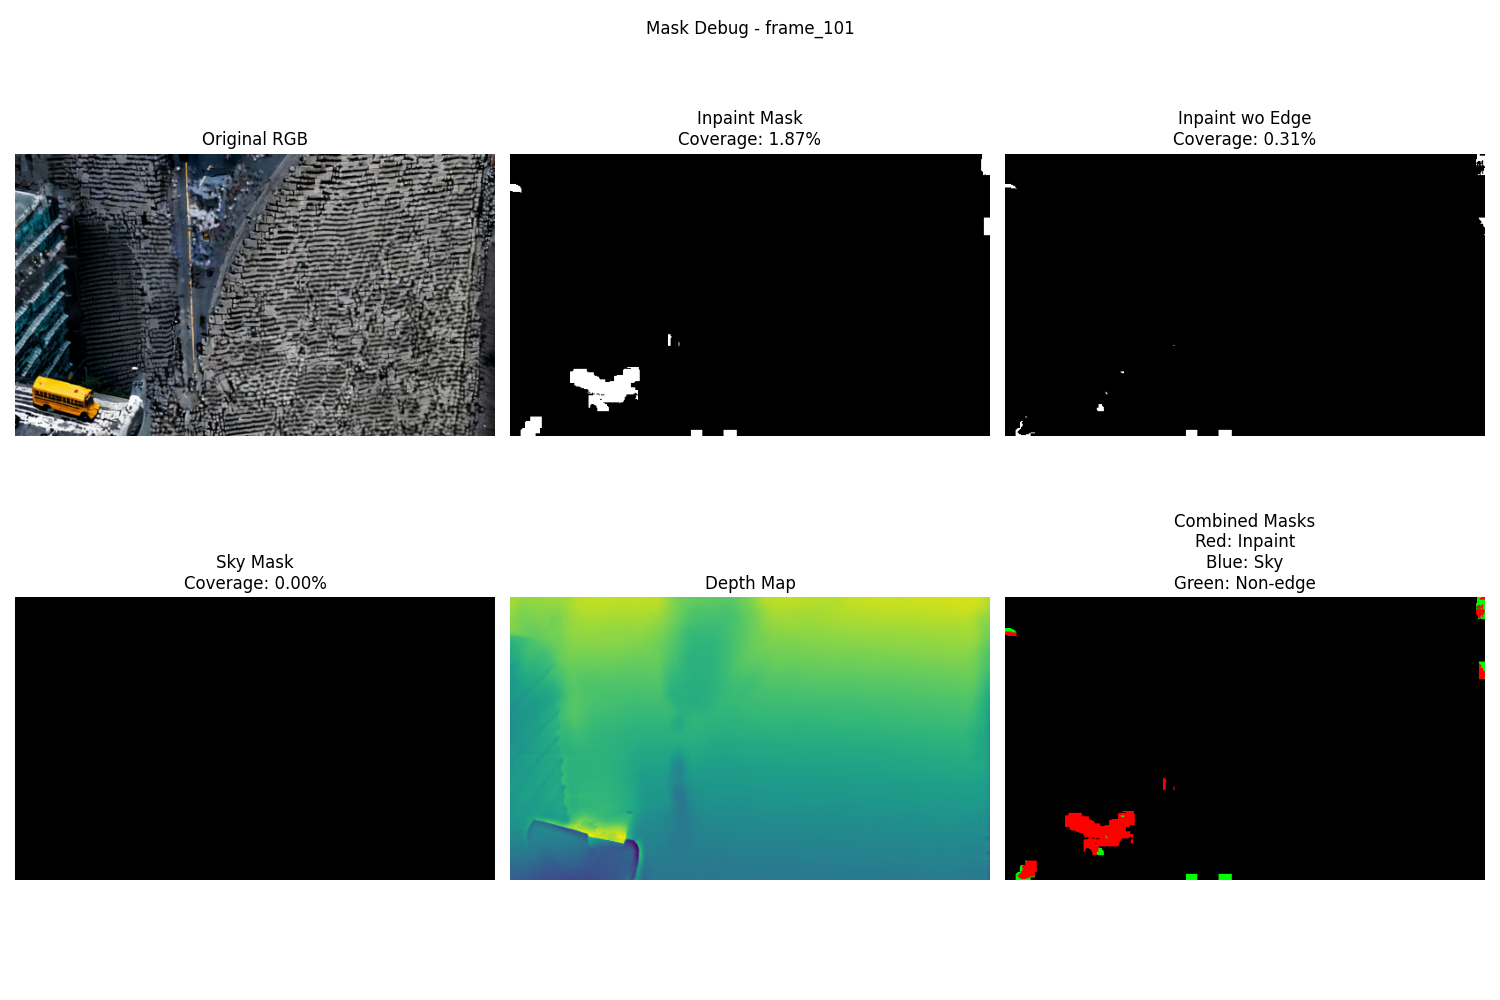 Mask Debug - frame_101
Original RGB
Inpaint Mask
Coverage: 1.87%
Inpaint wo Edge
Coverage: 0.31%
Sky Mask
Coverage: 0.00%
Depth Map
Combined Masks
Red: Inpaint
Blue: Sky
Green: Non-edge